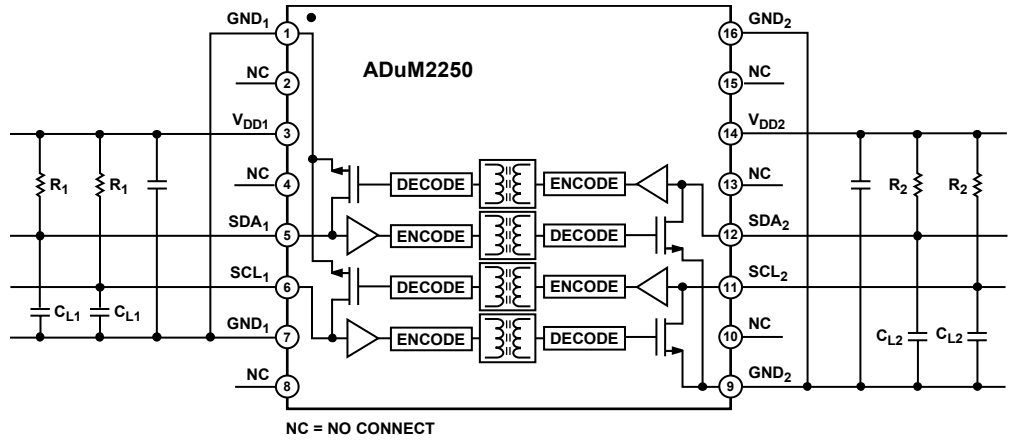 GND1
1
NC
2
VDD1
3
NC
4
SDA1
5
SCL1
6
GND1
7
NC
8
R1
R1
CL1
CL1
ADuM2250
DECODE
ENCODE
ENCODE
DECODE
DECODE
ENCODE
ENCODE
DECODE
GND2
16
NC
15
VDD2
14
NC
13
SDA2
12
SCL2
11
NC
10
GND2
9
R2
R2
CL2
CL2
NC = NO CONNECT